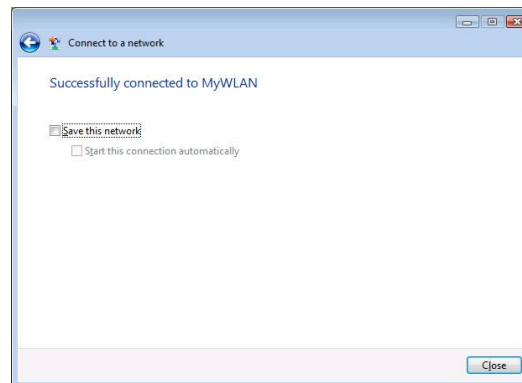 Connect to a network
Successfully connected to MyWLAN
Save this network
Start this connection automatically
Close